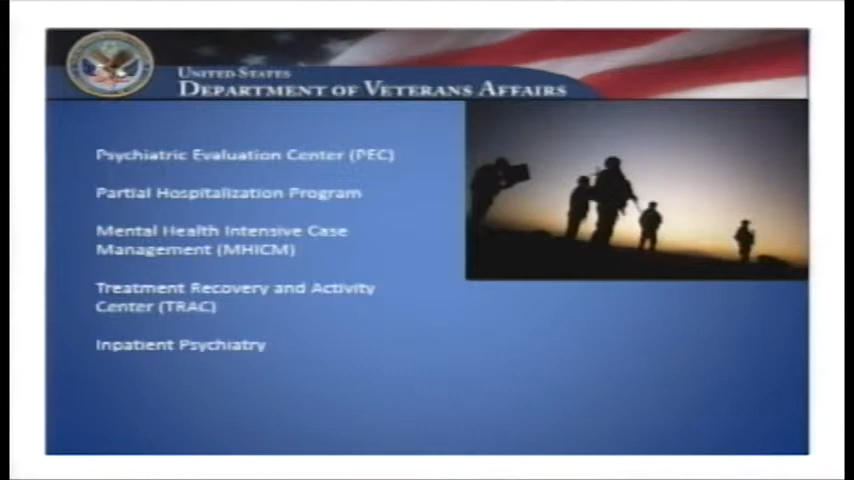 UNITED STATES
DEPARTMENT OF VETERANS AFFAIRS
Psychiatric Evaluation Center (PEC)
Partial Hospitalization Program
Mental Health Intensive Case
Management (MHICM)
Treatment Recovery and Activity
Center (TRAC)
Inpatient Psychiatry